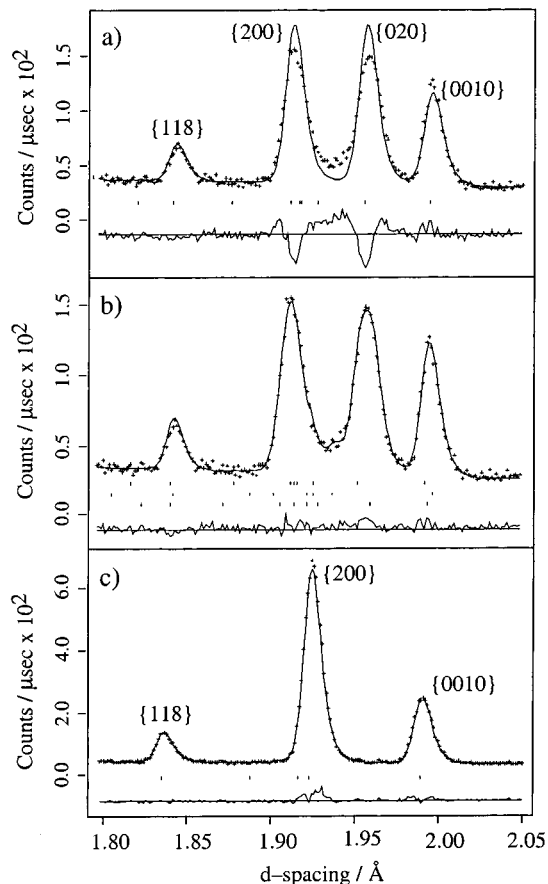 a)
{200}
{020}
{0010}
{118}
Counts / μsec x 10²
1.5
1.0
0.5
0.0
b)
Counts / μsec x 10²
1.5
1.0
0.5
0.0
c)
{200}
{0010}
{118}
Counts / μsec x 10²
6.0
4.0
2.0
0.0
1.80 1.85 1.90 1.95 2.00 2.05
d-spacing / Å